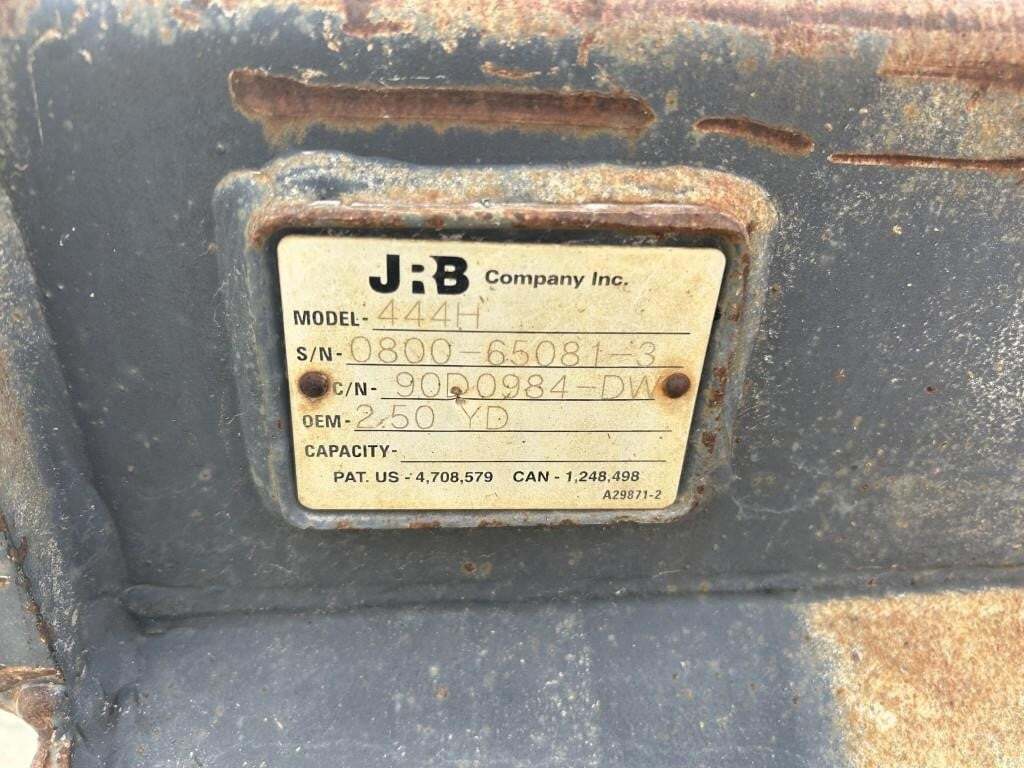 JRB Company Inc.
MODEL- 444H
S/N- 0800-65081-3
C/N- 90D0984-DW
OEM- 2.50 YD
CAPACITY-
PAT. US - 4,708,579 CAN - 1,248,498
A29871-2